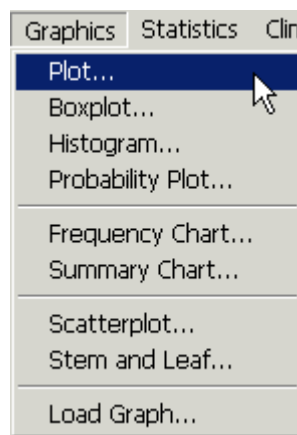 Graphics Statistics
Plot...
Boxplot...
Histogram...
Probability Plot...
Frequency Chart...
Summary Chart...
Scatterplot...
Stem and Leaf...
Load Graph...